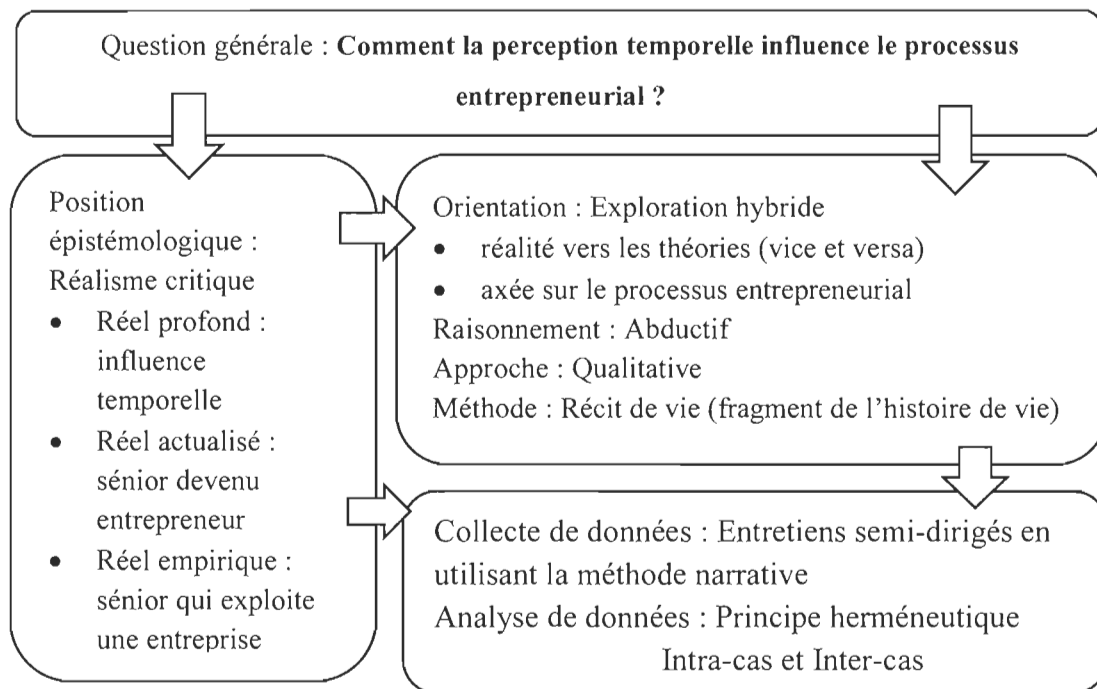 Question générale : Comment la perception temporelle influence le processus
entrepreneurial ?
Position
épistémologique :
Réalisme critique
• Réel profond :
influence
temporelle
• Réel actualisé :
sénior devenu
entrepreneur
• Réel empirique :
sénior qui exploite
une entreprise
Orientation : Exploration hybride
• réalité vers les théories (vice et versa)
• axée sur le processus entrepreneurial
Raisonnement : Abductif
Approche : Qualitative
Méthode : Récit de vie (fragment de l'histoire de vie)
Collecte de données : Entretiens semi-dirigés en
utilisant la méthode narrative
Analyse de données : Principe herméneutique
Intra-cas et Inter-cas